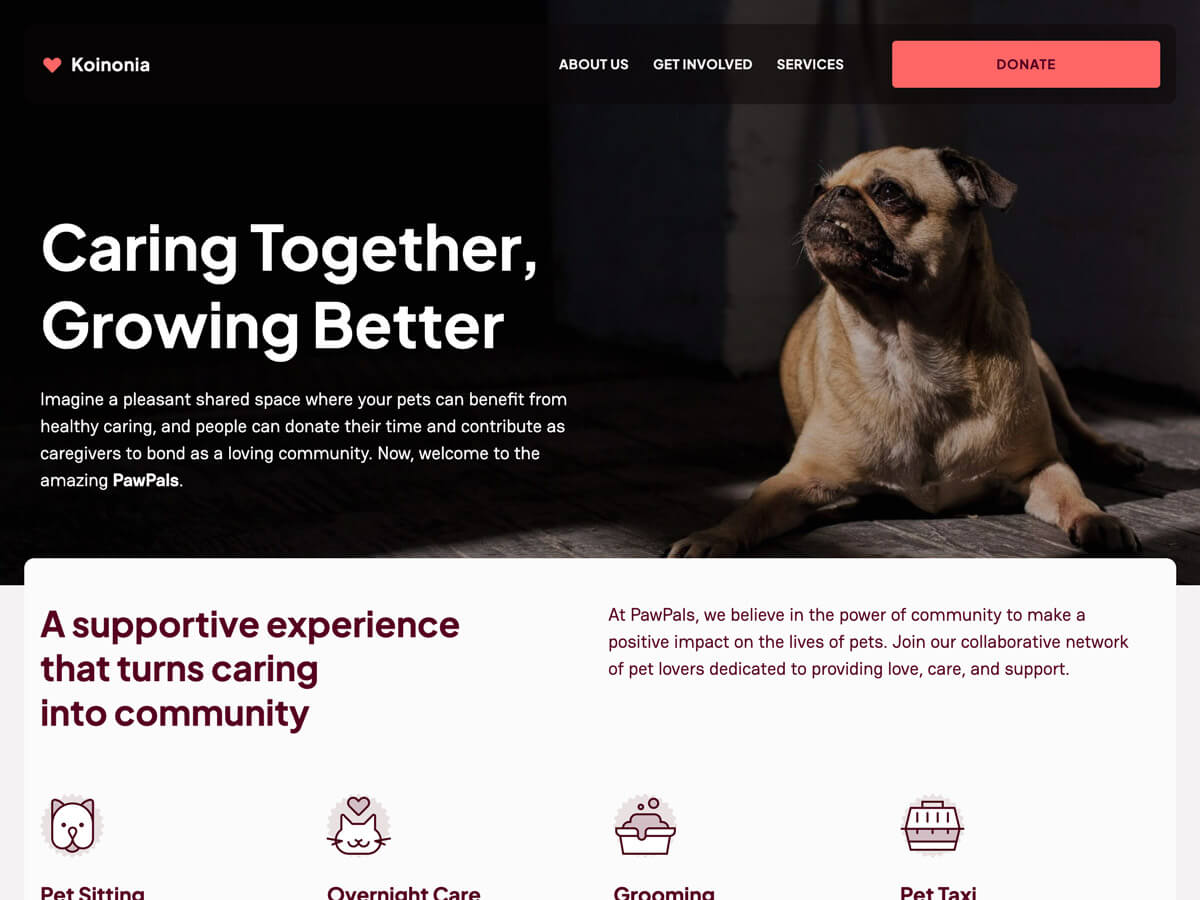 Koinonia
ABOUT US
GET INVOLVED
SERVICES
DONATE
Caring Together,
Growing Better
Imagine a pleasant shared space where your pets can benefit from
healthy caring, and people can donate their time and contribute as
caregivers to bond as a loving community. Now, welcome to the
amazing PawPals.
A supportive experience
that turns caring
into community
At PawPals, we believe in the power of community to make a
positive impact on the lives of pets. Join our collaborative network
of pet lovers dedicated to providing love, care, and support.
Pet Sitting
Overnight Care
Grooming
Pet Taxi